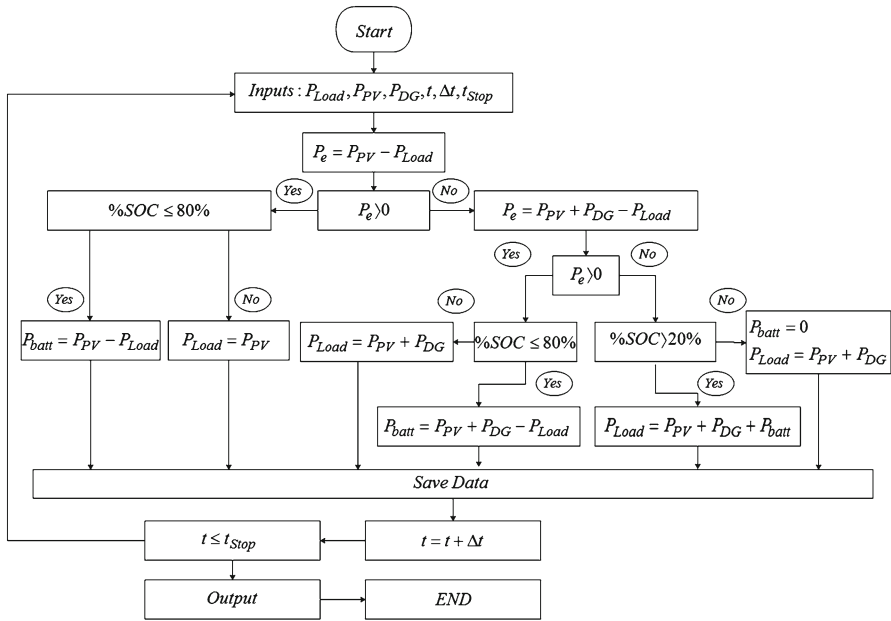 Start
Inputs : P_Load, P_PV, P_DG, t, Δt, t_Stop
P_e = P_PV − P_Load
Yes
No
%SOC ≤ 80%
P_e⟩0
P_e = P_PV + P_DG − P_Load
Yes
No
P_e⟩0
Yes
No
No
No
P_batt = P_PV − P_Load
P_Load = P_PV
P_Load = P_PV + P_DG
%SOC ≤ 80%
%SOC⟩20%
P_batt = 0
P_Load = P_PV + P_DG
Yes
Yes
P_batt = P_PV + P_DG − P_Load
P_Load = P_PV + P_DG + P_batt
Save Data
t ≤ t_Stop
t = t + Δt
Output
END